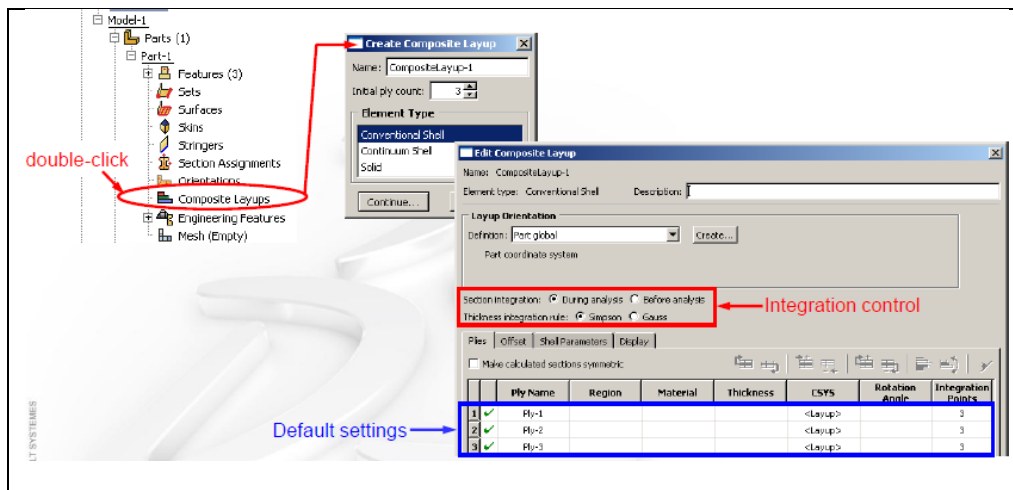 Model-1
Parts (1)
Part-1
Features (3)
Sets
Surfaces
Skins
Stringers
Section Assignments
Orientations
Composite Layups
Engineering Features
Mesh (Empty)
double-click
Create Composite Layup
Name: CompositeLayup-1
Initial ply count: 3
Element Type
Conventional Shell
Continuum Shell
Solid
Continue...
Edit Composite Layup
Name: CompositeLayup-1
Element type: Conventional Shell Description:
Layup Orientation
Definition: Part global Create...
Part coordinate system
Section integration: During analysis Before analysis
Thickness integration rule: Simpson Gauss
Integration control
Plies Offset Shell Parameters Display
Make calculated sections symmetric
Ply Name Region Material Thickness CSYS Rotation Angle Integration Points
1 Ply-1 <Layup> 3
2 Ply-2 <Layup> 3
3 Ply-3 <Layup> 3
Default settings
LT SYSTEMES